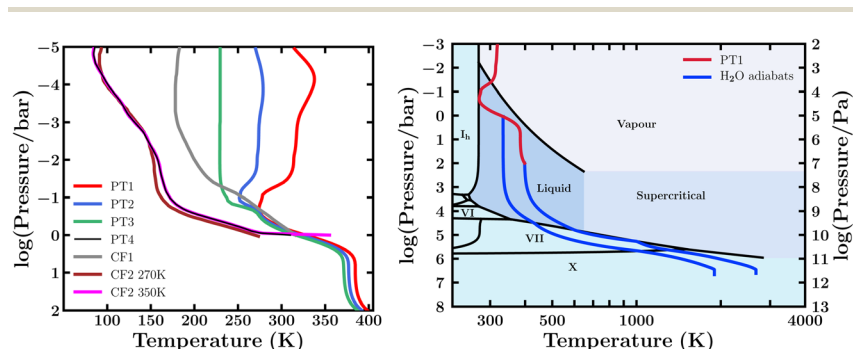 -5
-4
-3
-2
-1
0
1
2
log(Pressure/bar)
PT1
PT2
PT3
PT4
CF1
CF2 270K
CF2 350K
100 150 200 250 300 350 400
Temperature (K)
-3
-2
-1
0
1
2
3
4
5
6
7
8
log(Pressure/bar)
PT1
H₂O adiabats
Vapour
Iₕ
Liquid
Supercritical
VI
VII
X
2
3
4
5
6
7
8
9
10
11
12
13
log(Pressure/Pa)
300 500 1000 4000
Temperature (K)